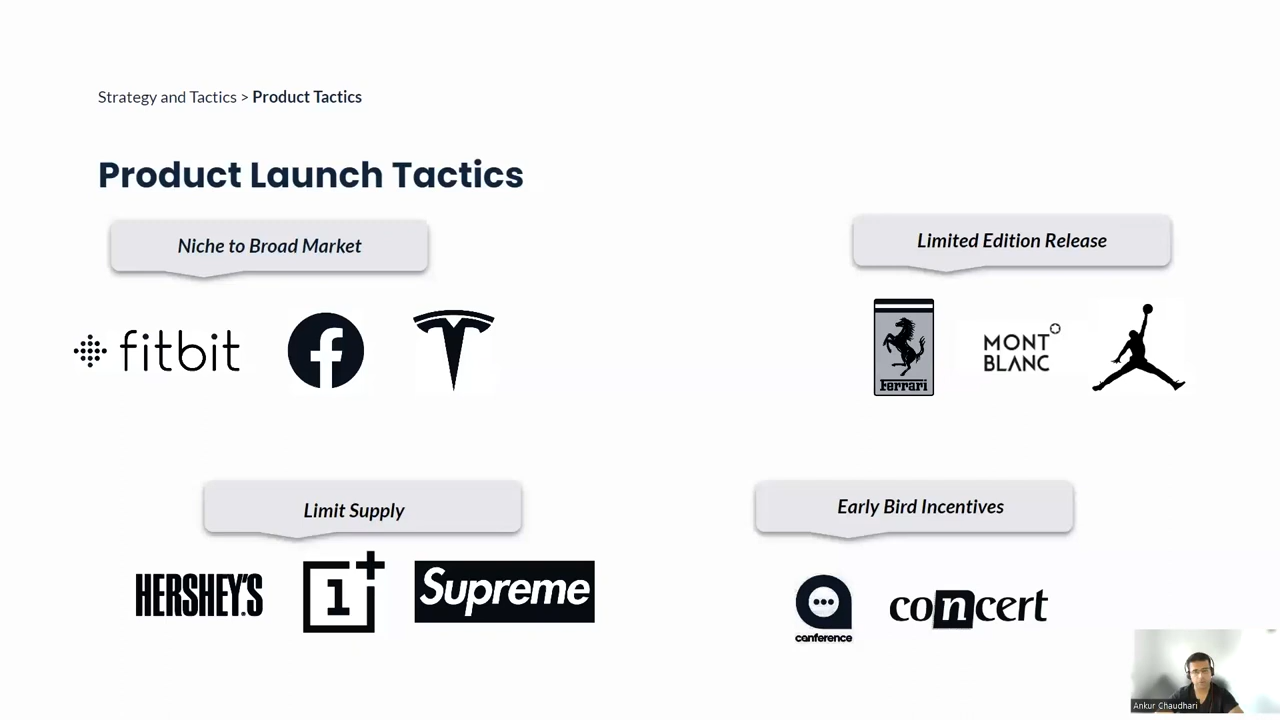 Strategy and Tactics > Product Tactics
Product Launch Tactics
Niche to Broad Market
Limited Edition Release
fitbit
Ferrari
MONT
BLANC
Limit Supply
Early Bird Incentives
HERSHEY'S
1+
Supreme
conference
concert
Ankur Chaudhari